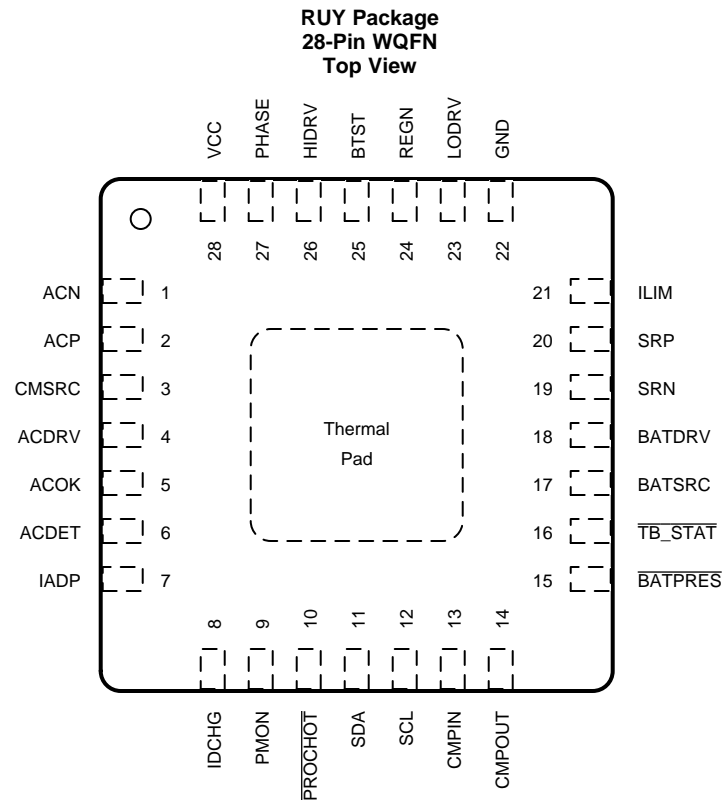 RUY Package
28-Pin WQFN
Top View
VCC
PHASE
HIDRV
BTST
REGN
LODRV
GND
28
27
26
25
24
23
22
ACN 1
ACP 2
CMSRC 3
ACDRV 4
ACOK 5
ACDET 6
IADP 7
21 ILIM
20 SRP
19 SRN
18 BATDRV
17 BATSRC
16 TB_STAT
15 BATPRES
Thermal
Pad
8
9
10
11
12
13
14
IDCHG
PMON
PROCHOT
SDA
SCL
CMPIN
CMPOUT